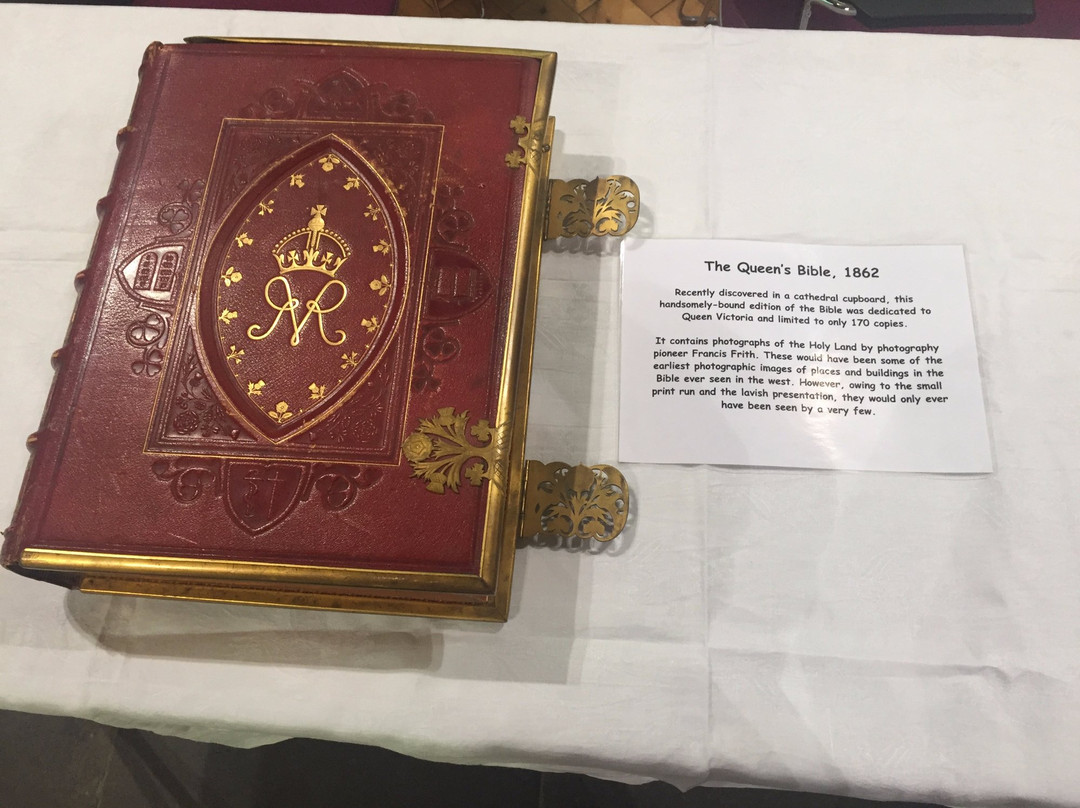 The Queen's Bible, 1862
Recently discovered in a cathedral cupboard, this
handsomely-bound edition of the Bible was dedicated to
Queen Victoria and limited to only 170 copies.
It contains photographs of the Holy Land by photography
pioneer Francis Frith. These would have been some of the
earliest photographic images of places and buildings in the
Bible ever seen in the west. However, owing to the small
print run and the lavish presentation, they would only ever
have been seen by a very few.